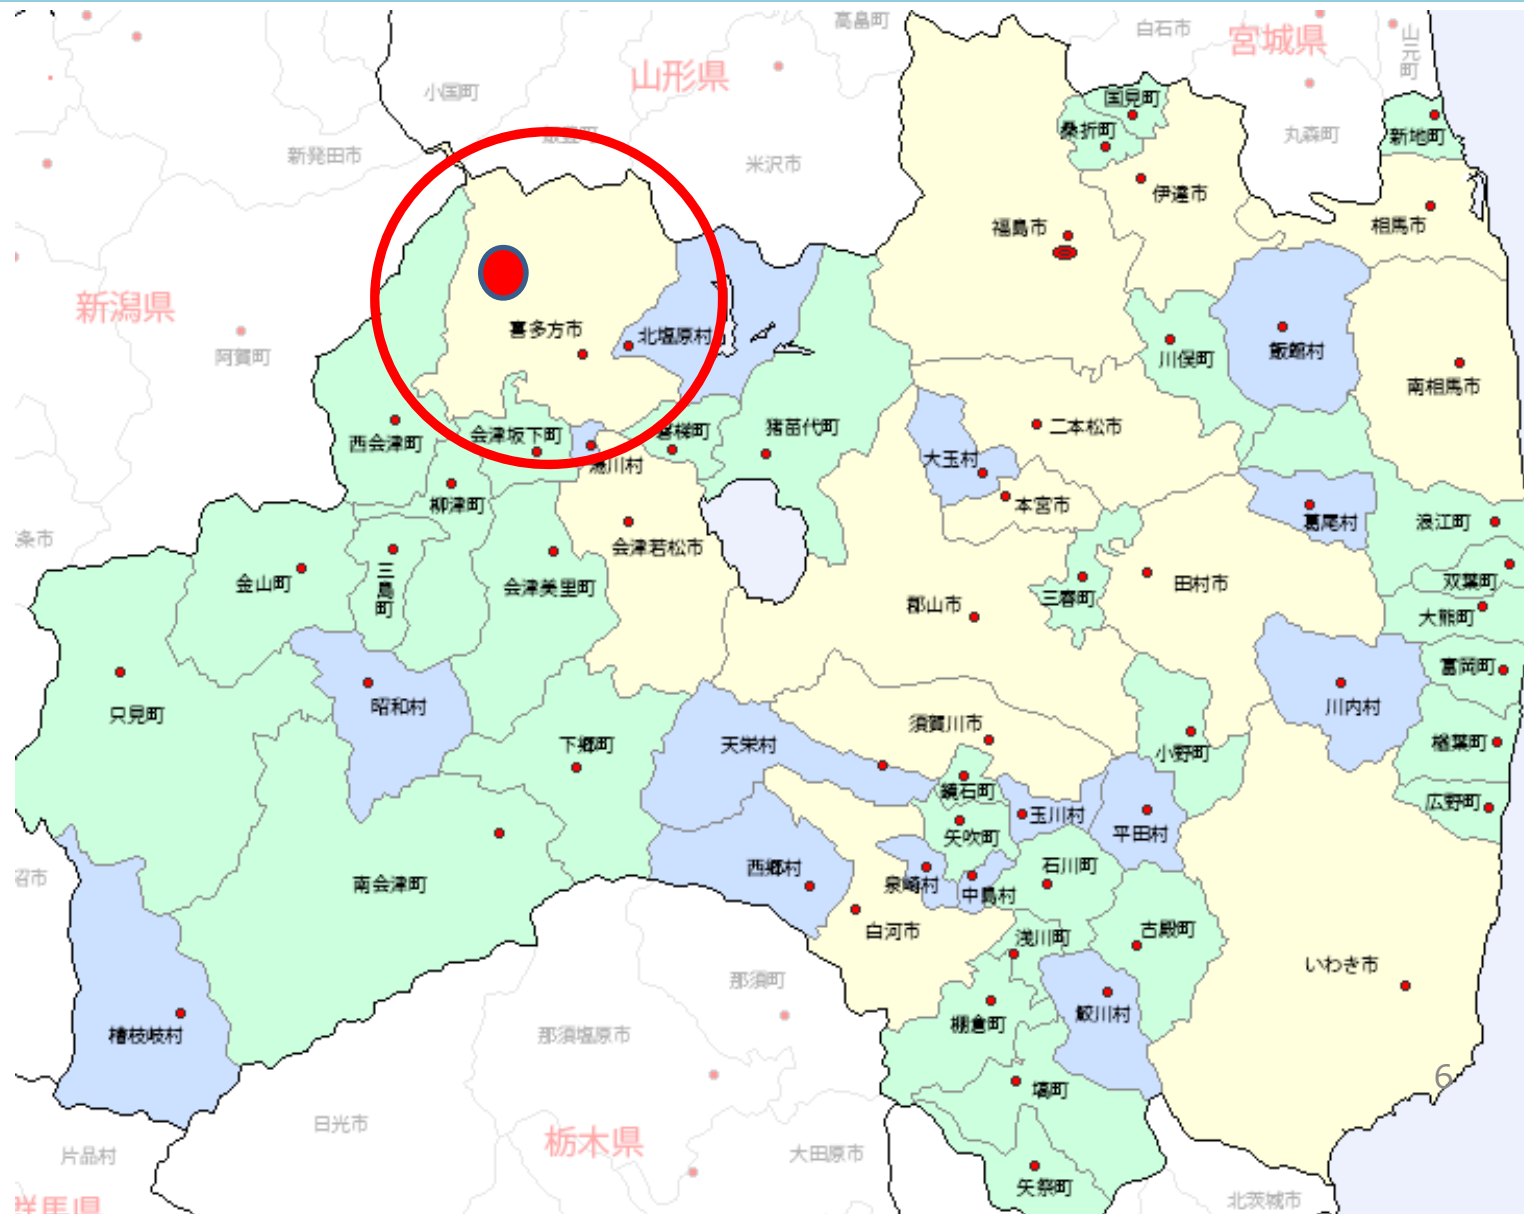 高畠町
白石市
宮城県
山元町
山形県
小国町
国見町
桑折町
新地町
飯豊町
丸森町
新発田市
米沢市
伊達市
福島市
相馬市
新潟県
喜多方市
北塩原村
阿賀町
川俣町
飯館村
南相馬市
西会津町
会津坂下町
磐梯町
猪苗代町
二本松市
大玉村
湯川村
柳津町
本宮市
葛尾村
浪江町
条市
会津若松市
金山町
三島町
会津美里町
三春町
田村市
双葉町
郡山市
大熊町
富岡町
只見町
昭和村
川内村
須賀川市
下郷町
天栄村
小野町
楢葉町
鏡石町
広野町
玉川村
矢吹町
平田村
西郷村
石川町
沼市
南会津町
泉崎村
中島村
白河市
浅川町
古殿町
いわき市
那須町
檜枝岐村
那須塩原市
棚倉町
鮫川村
6
塙町
日光市
栃木県
大田原市
片品村
矢祭町
北茨城市
群馬県